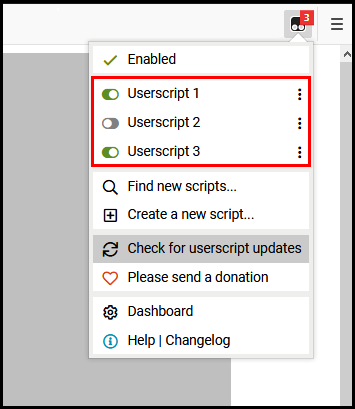 3
Enabled
Userscript 1
Userscript 2
Userscript 3
Find new scripts...
Create a new script...
Check for userscript updates
Please send a donation
Dashboard
Help | Changelog